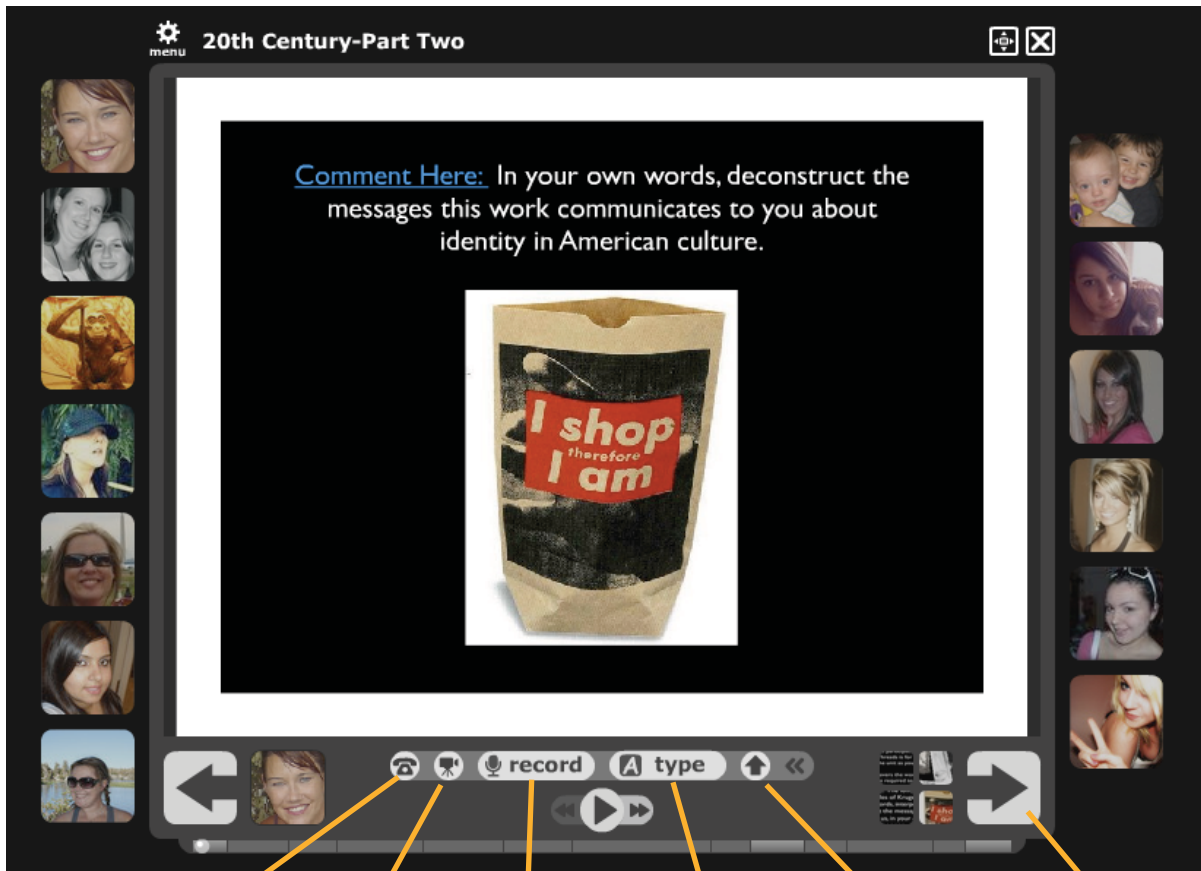 menu
20th Century-Part Two
Comment Here: In your own words, deconstruct the
messages this work communicates to you about
identity in American culture.
I shop
therefore
I am
record
A type